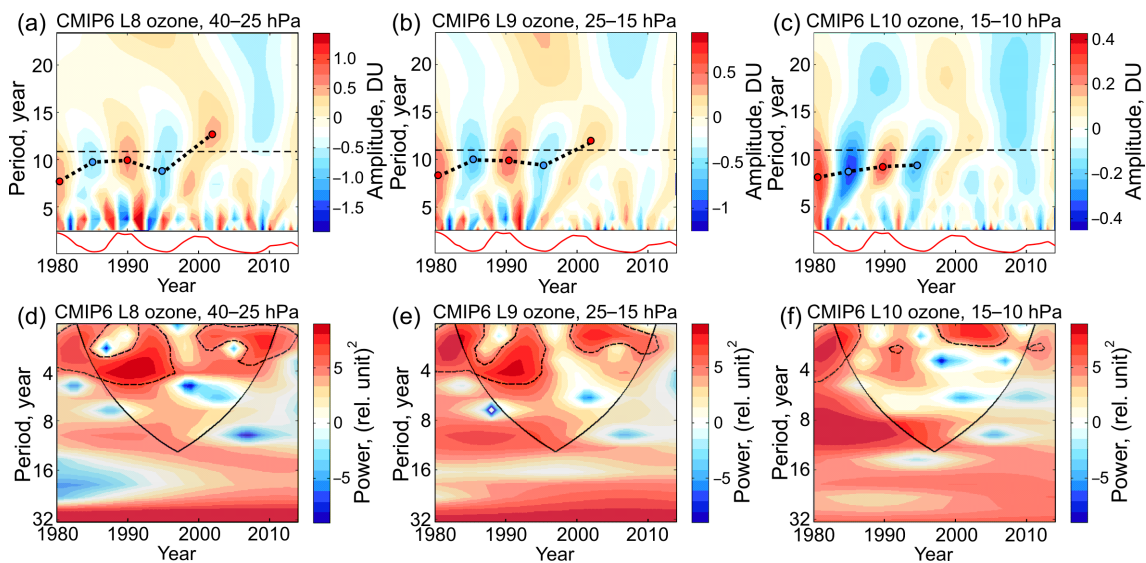 (a) CMIP6 L8 ozone, 40–25 hPa
Period, year
20
15
10
5
1980 1990 2000 2010
Year
Amplitude, DU
1.0
0.5
0
−0.5
−1.0
−1.5
(b) CMIP6 L9 ozone, 25–15 hPa
Period, year
20
15
10
5
1980 1990 2000 2010
Year
Amplitude, DU
0.5
0
−0.5
−1
(c) CMIP6 L10 ozone, 15–10 hPa
Period, year
20
15
10
5
1980 1990 2000 2010
Year
Amplitude, DU
0.4
0.2
0
−0.2
−0.4
(d) CMIP6 L8 ozone, 40–25 hPa
Period, year
4
8
16
32
1980 1990 2000 2010
Year
Power, (rel. unit)²
5
0
−5
(e) CMIP6 L9 ozone, 25–15 hPa
Period, year
4
8
16
32
1980 1990 2000 2010
Year
Power, (rel. unit)²
5
0
−5
(f) CMIP6 L10 ozone, 15–10 hPa
Period, year
4
8
16
32
1980 1990 2000 2010
Year
Power, (rel. unit)²
5
0
−5